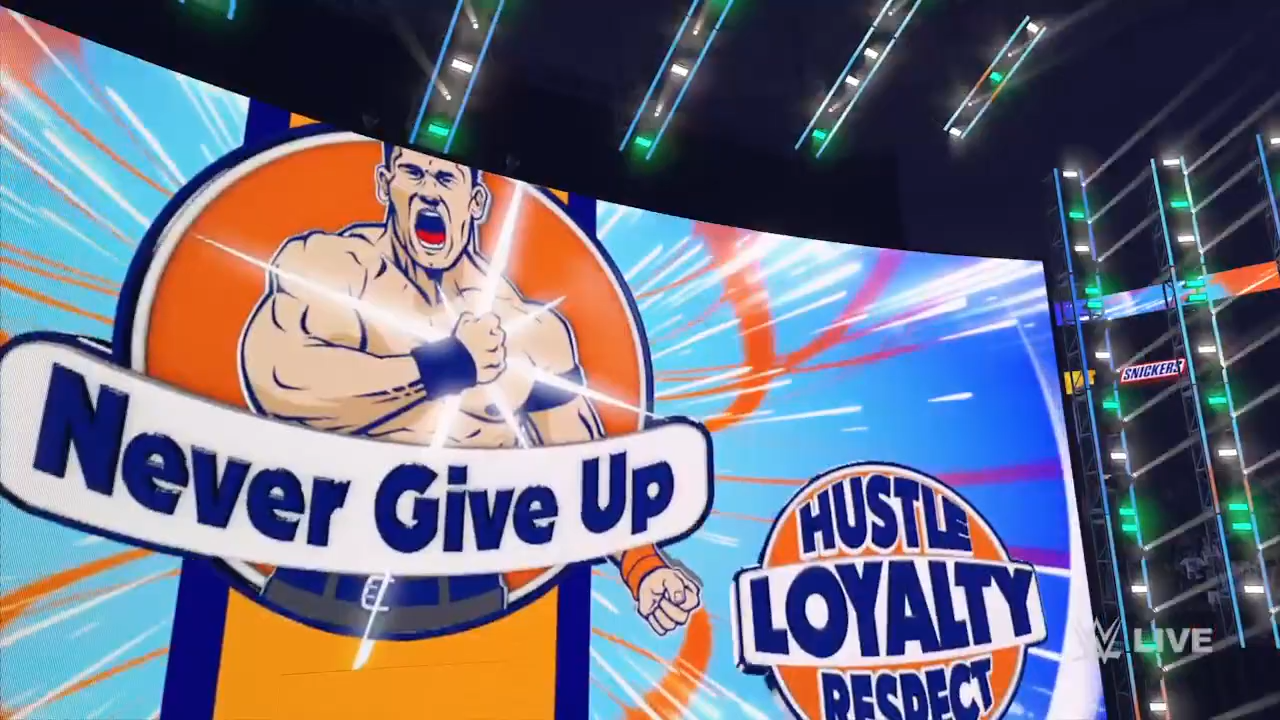 Never Give Up
HUSTLE
LOYALTY
RESPECT
SNICKERS
LIVE